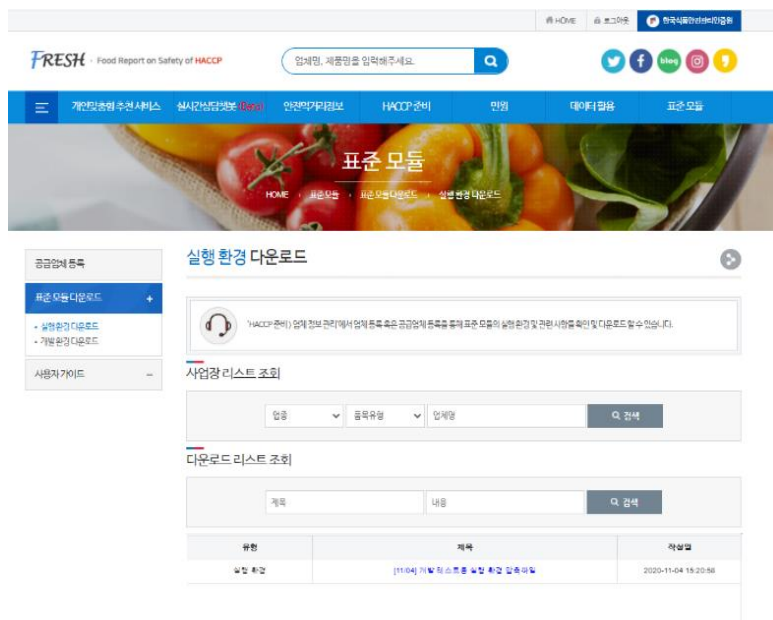 HOME 로그아웃 한국식품안전관리인증원
FRESH · Food Report on Safety of HACCP
업체명, 제품명을 입력해주세요.
blog
개인맞춤형 추천 서비스 실시간상담챗봇(Beta) 안전먹거리정보 HACCP 준비 민원 데이터 활용 표준 모듈
표준 모듈
HOME › 표준모듈 › 표준모듈다운로드 › 실행 환경 다운로드
공급업체 등록
표준모듈다운로드 +
실행환경다운로드
개발환경다운로드
사용자가이드 −
실행 환경 다운로드
'HACCP 준비 > 업체정보 관리'에서 업체등록 혹은 공급업체 등록을 통해 표준 모듈의 실행 환경 및 관련 사항을 확인 및 다운로드 할 수 있습니다.
사업장 리스트 조회
업종 품목유형 업체명 검색
다운로드 리스트 조회
제목 내용 검색
유형 제목 작성일
실행 환경 [11/04] 개발 테스트용 실행 환경 압축파일 2020-11-04 15:20:58